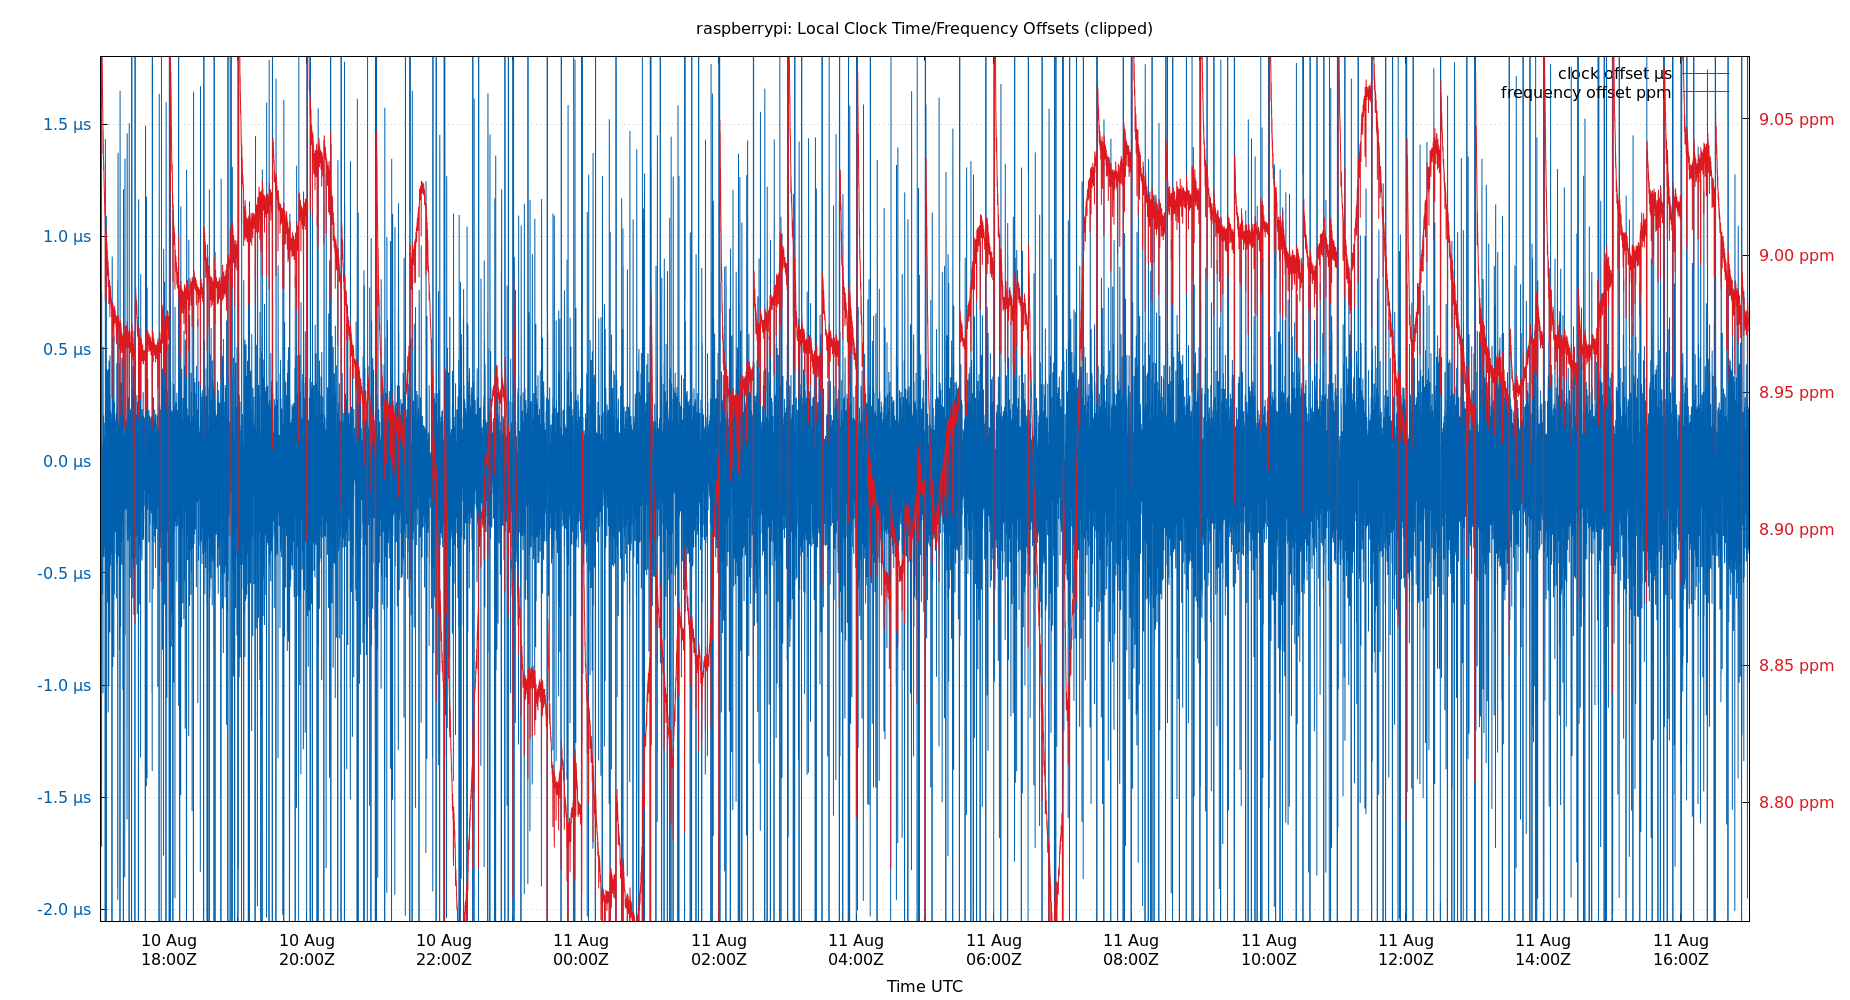 raspberrypi: Local Clock Time/Frequency Offsets (clipped)
clock offset µs
frequency offset ppm
1.5 µs
1.0 µs
0.5 µs
0.0 µs
-0.5 µs
-1.0 µs
-1.5 µs
-2.0 µs
9.05 ppm
9.00 ppm
8.95 ppm
8.90 ppm
8.85 ppm
8.80 ppm
10 Aug 10 Aug 10 Aug 11 Aug 11 Aug 11 Aug 11 Aug 11 Aug 11 Aug 11 Aug 11 Aug 11 Aug
18:00Z 20:00Z 22:00Z 00:00Z 02:00Z 04:00Z 06:00Z 08:00Z 10:00Z 12:00Z 14:00Z 16:00Z
Time UTC